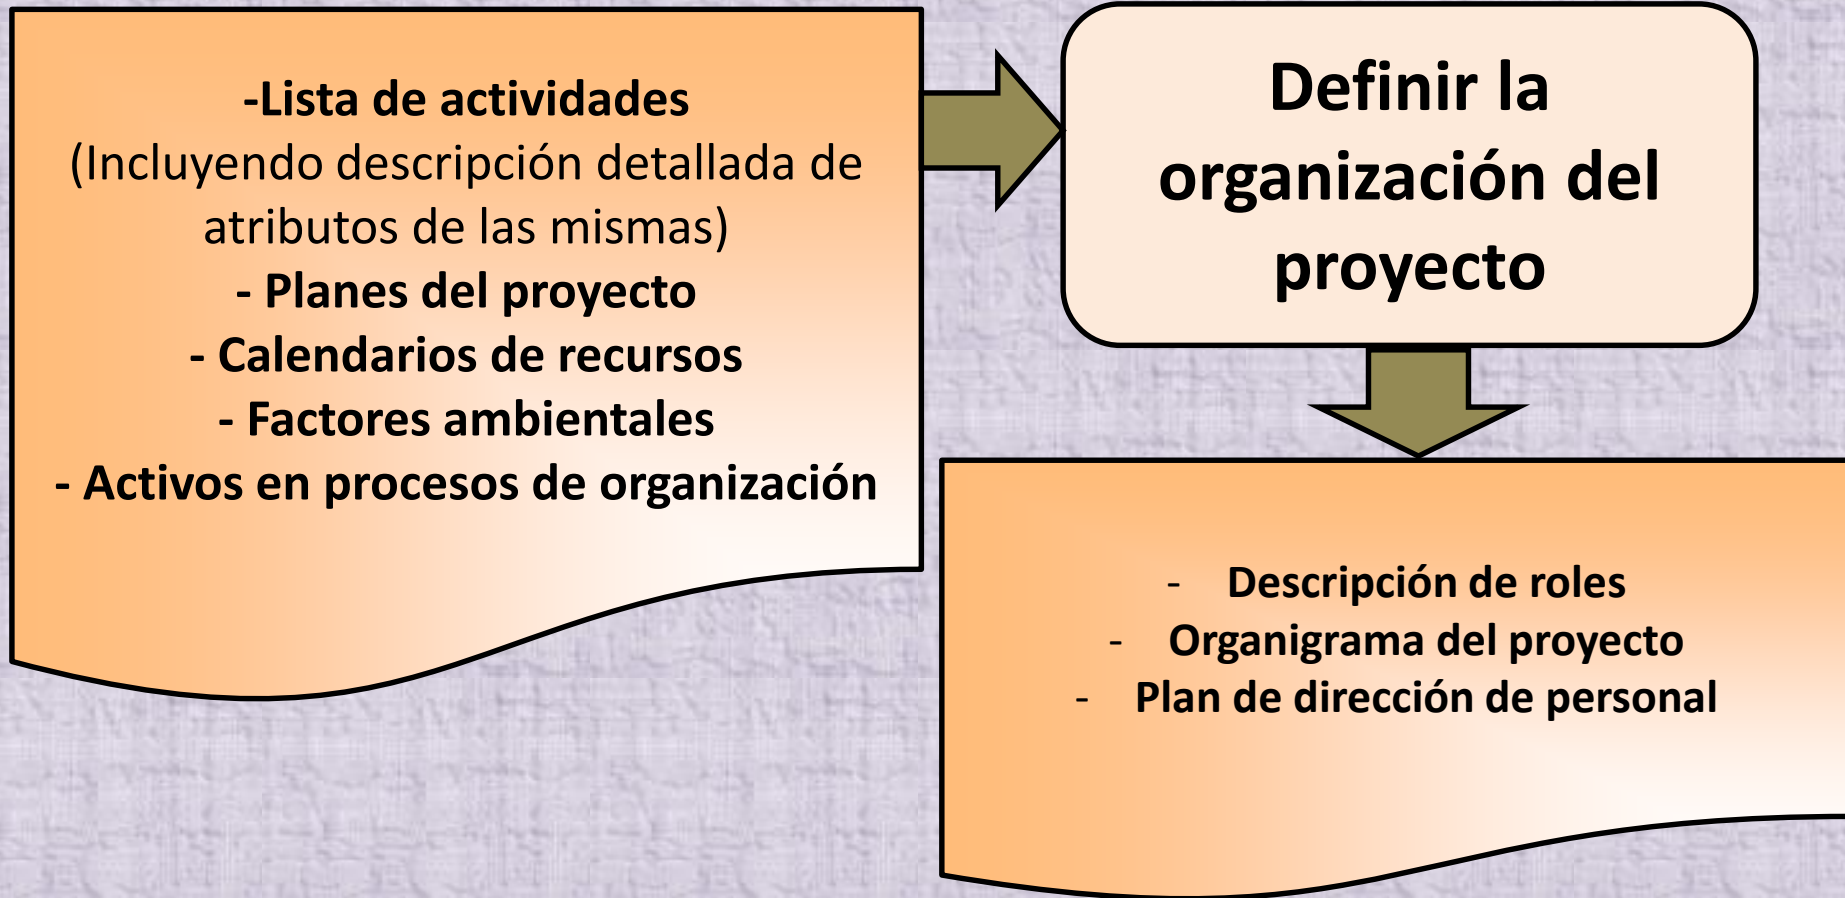 -Lista de actividades
(Incluyendo descripción detallada de
atributos de las mismas)
- Planes del proyecto
- Calendarios de recursos
- Factores ambientales
- Activos en procesos de organización
Definir la
organización del
proyecto
- Descripción de roles
- Organigrama del proyecto
- Plan de dirección de personal